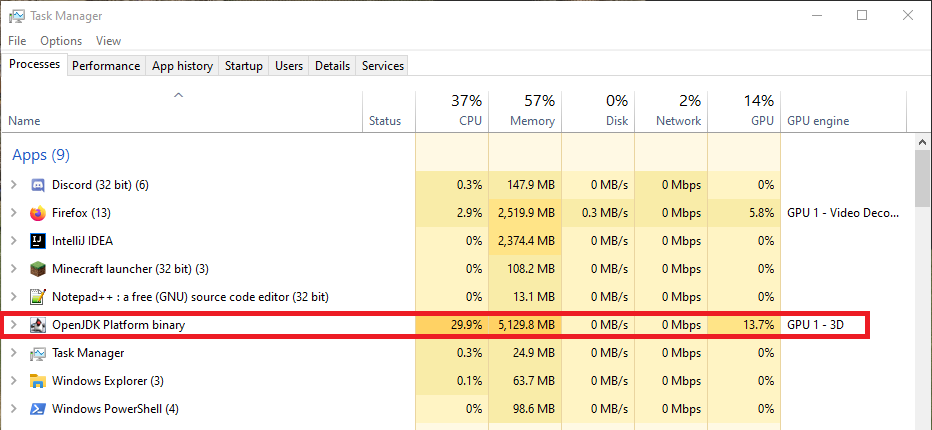 Task Manager
File Options View
Processes Performance App history Startup Users Details Services
37% 57% 0% 2% 14%
Name Status CPU Memory Disk Network GPU GPU engine
Apps (9)
Discord (32 bit) (6) 0.3% 147.9 MB 0 MB/s 0 Mbps 0%
Firefox (13) 2.9% 2,519.9 MB 0.3 MB/s 0 Mbps 5.8% GPU 1 - Video Deco...
IntelliJ IDEA 0% 2,374.4 MB 0 MB/s 0 Mbps 0%
Minecraft launcher (32 bit) (3) 0% 108.2 MB 0 MB/s 0 Mbps 0%
Notepad++ : a free (GNU) source code editor (32 bit) 0% 13.1 MB 0 MB/s 0 Mbps 0%
OpenJDK Platform binary 29.9% 5,129.8 MB 0 MB/s 0 Mbps 13.7% GPU 1 - 3D
Task Manager 0.3% 24.9 MB 0 MB/s 0 Mbps 0%
Windows Explorer (3) 0.1% 63.7 MB 0 MB/s 0 Mbps 0%
Windows PowerShell (4) 0% 98.6 MB 0 MB/s 0 Mbps 0%